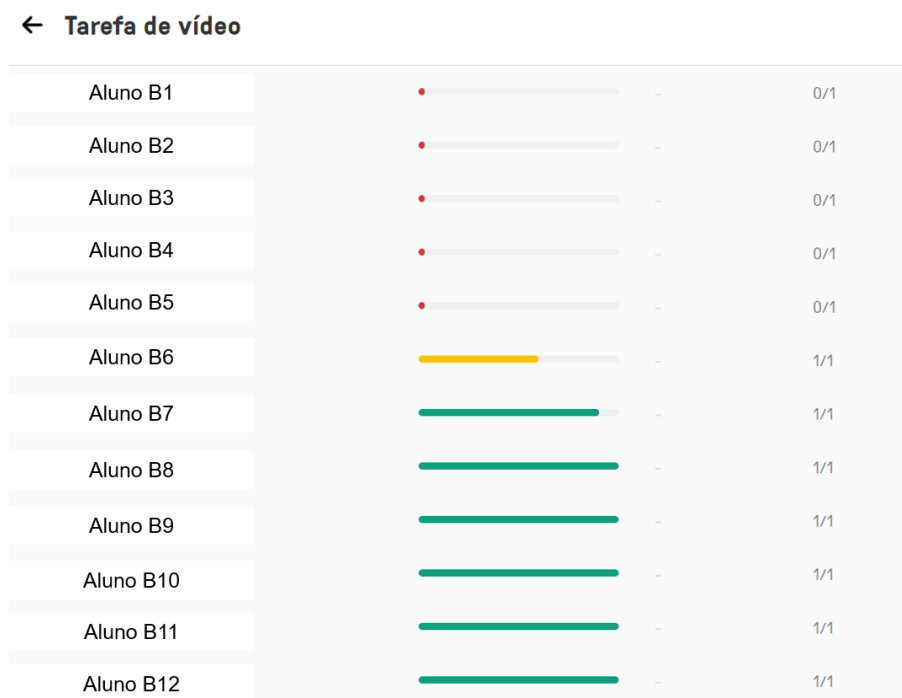 ← Tarefa de vídeo
Aluno B1 - 0/1
Aluno B2 - 0/1
Aluno B3 - 0/1
Aluno B4 - 0/1
Aluno B5 - 0/1
Aluno B6 - 1/1
Aluno B7 - 1/1
Aluno B8 - 1/1
Aluno B9 - 1/1
Aluno B10 - 1/1
Aluno B11 - 1/1
Aluno B12 - 1/1